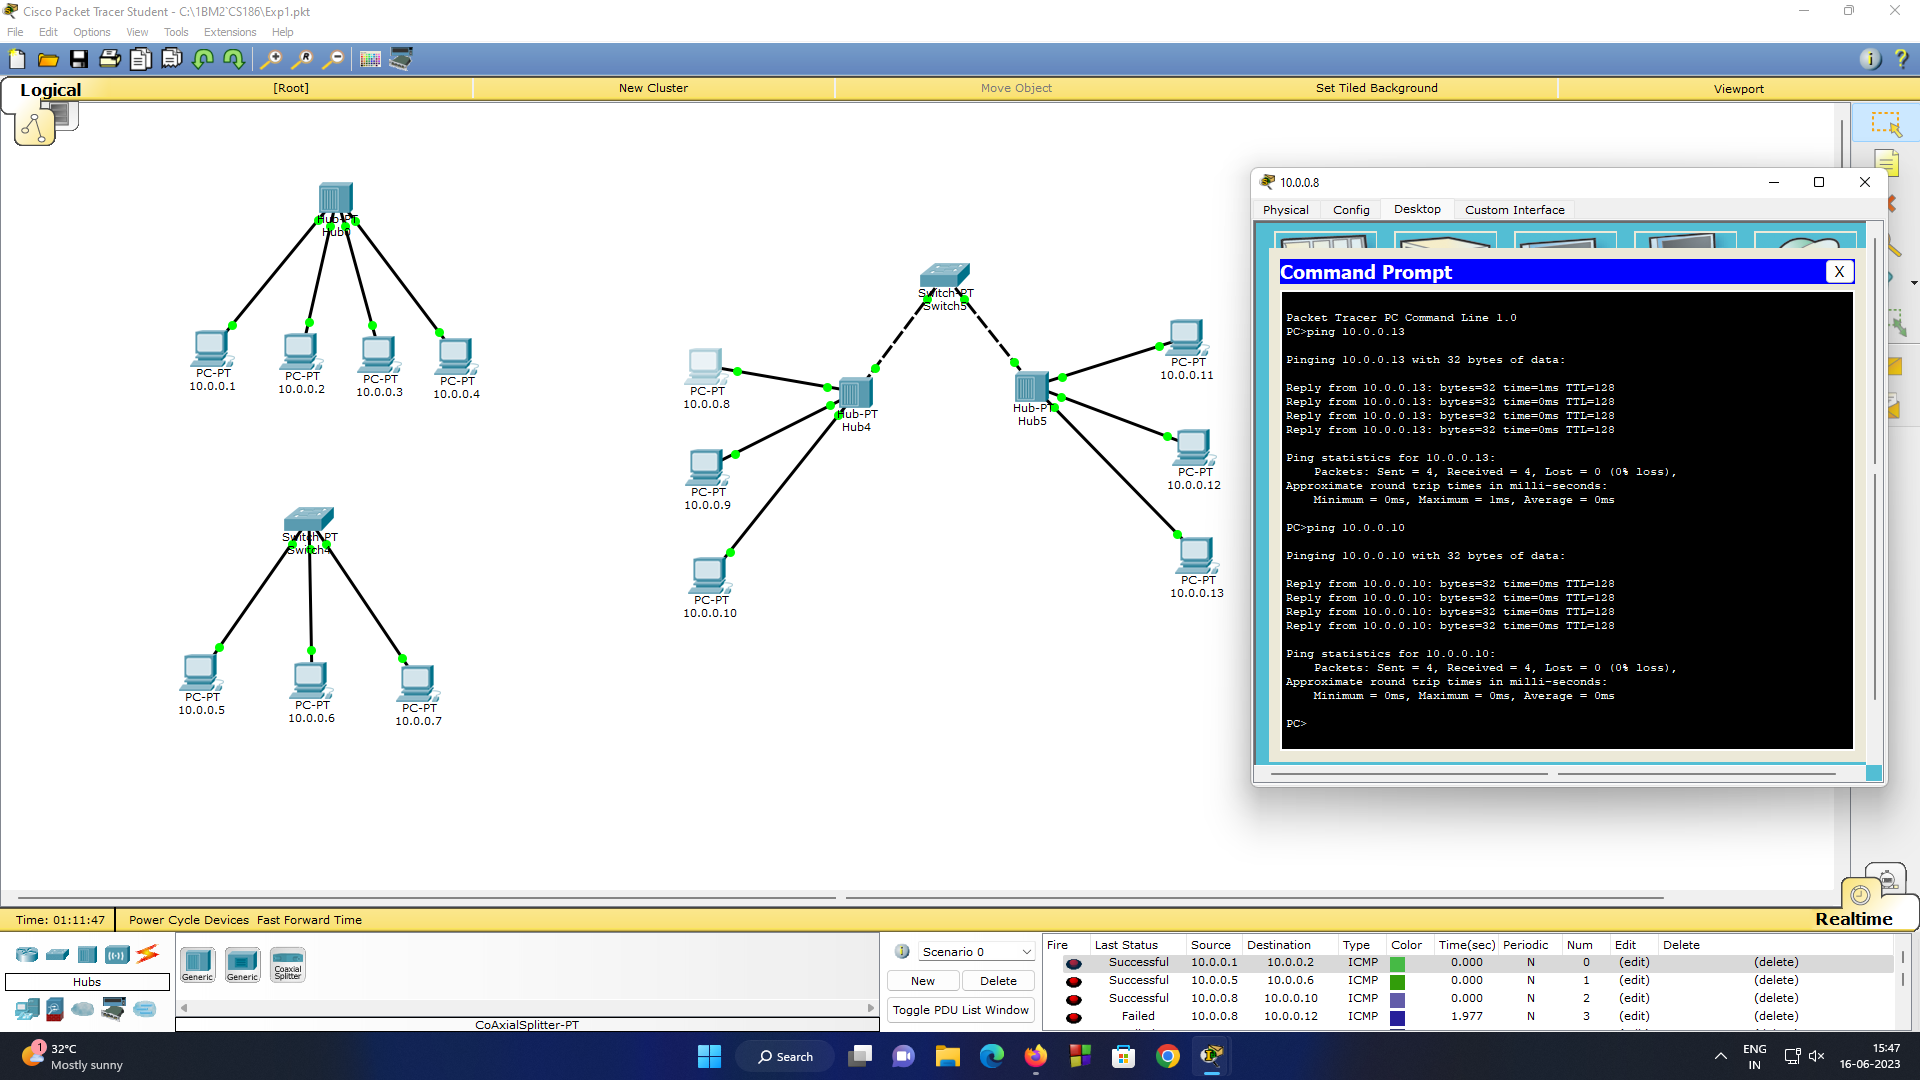 Cisco Packet Tracer Student - C:\1BM2`CS186\Exp1.pkt
File Edit Options View Tools Extensions Help
Logical [Root] New Cluster Move Object Set Tiled Background Viewport
Hub-PT
Hub0
PC-PT
10.0.0.1
PC-PT
10.0.0.2
PC-PT
10.0.0.3
PC-PT
10.0.0.4
Switch-PT
Switch4
PC-PT
10.0.0.5
PC-PT
10.0.0.6
PC-PT
10.0.0.7
Switch-PT
Switch5
PC-PT
10.0.0.8
Hub-PT
Hub4
PC-PT
10.0.0.9
PC-PT
10.0.0.10
Hub-PT
Hub5
PC-PT
10.0.0.11
PC-PT
10.0.0.12
PC-PT
10.0.0.13
10.0.0.8
Physical Config Desktop Custom Interface
Command Prompt X
Packet Tracer PC Command Line 1.0
PC>ping 10.0.0.13
Pinging 10.0.0.13 with 32 bytes of data:
Reply from 10.0.0.13: bytes=32 time=1ms TTL=128
Reply from 10.0.0.13: bytes=32 time=0ms TTL=128
Reply from 10.0.0.13: bytes=32 time=0ms TTL=128
Reply from 10.0.0.13: bytes=32 time=0ms TTL=128
Ping statistics for 10.0.0.13:
Packets: Sent = 4, Received = 4, Lost = 0 (0% loss),
Approximate round trip times in milli-seconds:
Minimum = 0ms, Maximum = 1ms, Average = 0ms
PC>ping 10.0.0.10
Pinging 10.0.0.10 with 32 bytes of data:
Reply from 10.0.0.10: bytes=32 time=0ms TTL=128
Reply from 10.0.0.10: bytes=32 time=0ms TTL=128
Reply from 10.0.0.10: bytes=32 time=0ms TTL=128
Reply from 10.0.0.10: bytes=32 time=0ms TTL=128
Ping statistics for 10.0.0.10:
Packets: Sent = 4, Received = 4, Lost = 0 (0% loss),
Approximate round trip times in milli-seconds:
Minimum = 0ms, Maximum = 0ms, Average = 0ms
PC>
Time: 01:11:47 Power Cycle Devices Fast Forward Time Realtime
Hubs
Generic Generic Coaxial Splitter
CoAxialSplitter-PT
Scenario 0
New Delete
Toggle PDU List Window
Fire Last Status Source Destination Type Color Time(sec) Periodic Num Edit Delete
Successful 10.0.0.1 10.0.0.2 ICMP 0.000 N 0 (edit) (delete)
Successful 10.0.0.5 10.0.0.6 ICMP 0.000 N 1 (edit) (delete)
Successful 10.0.0.8 10.0.0.10 ICMP 0.000 N 2 (edit) (delete)
Failed 10.0.0.8 10.0.0.12 ICMP 1.977 N 3 (edit) (delete)
1
32°C
Mostly sunny
Search
ENG
IN
15:47
16-06-2023